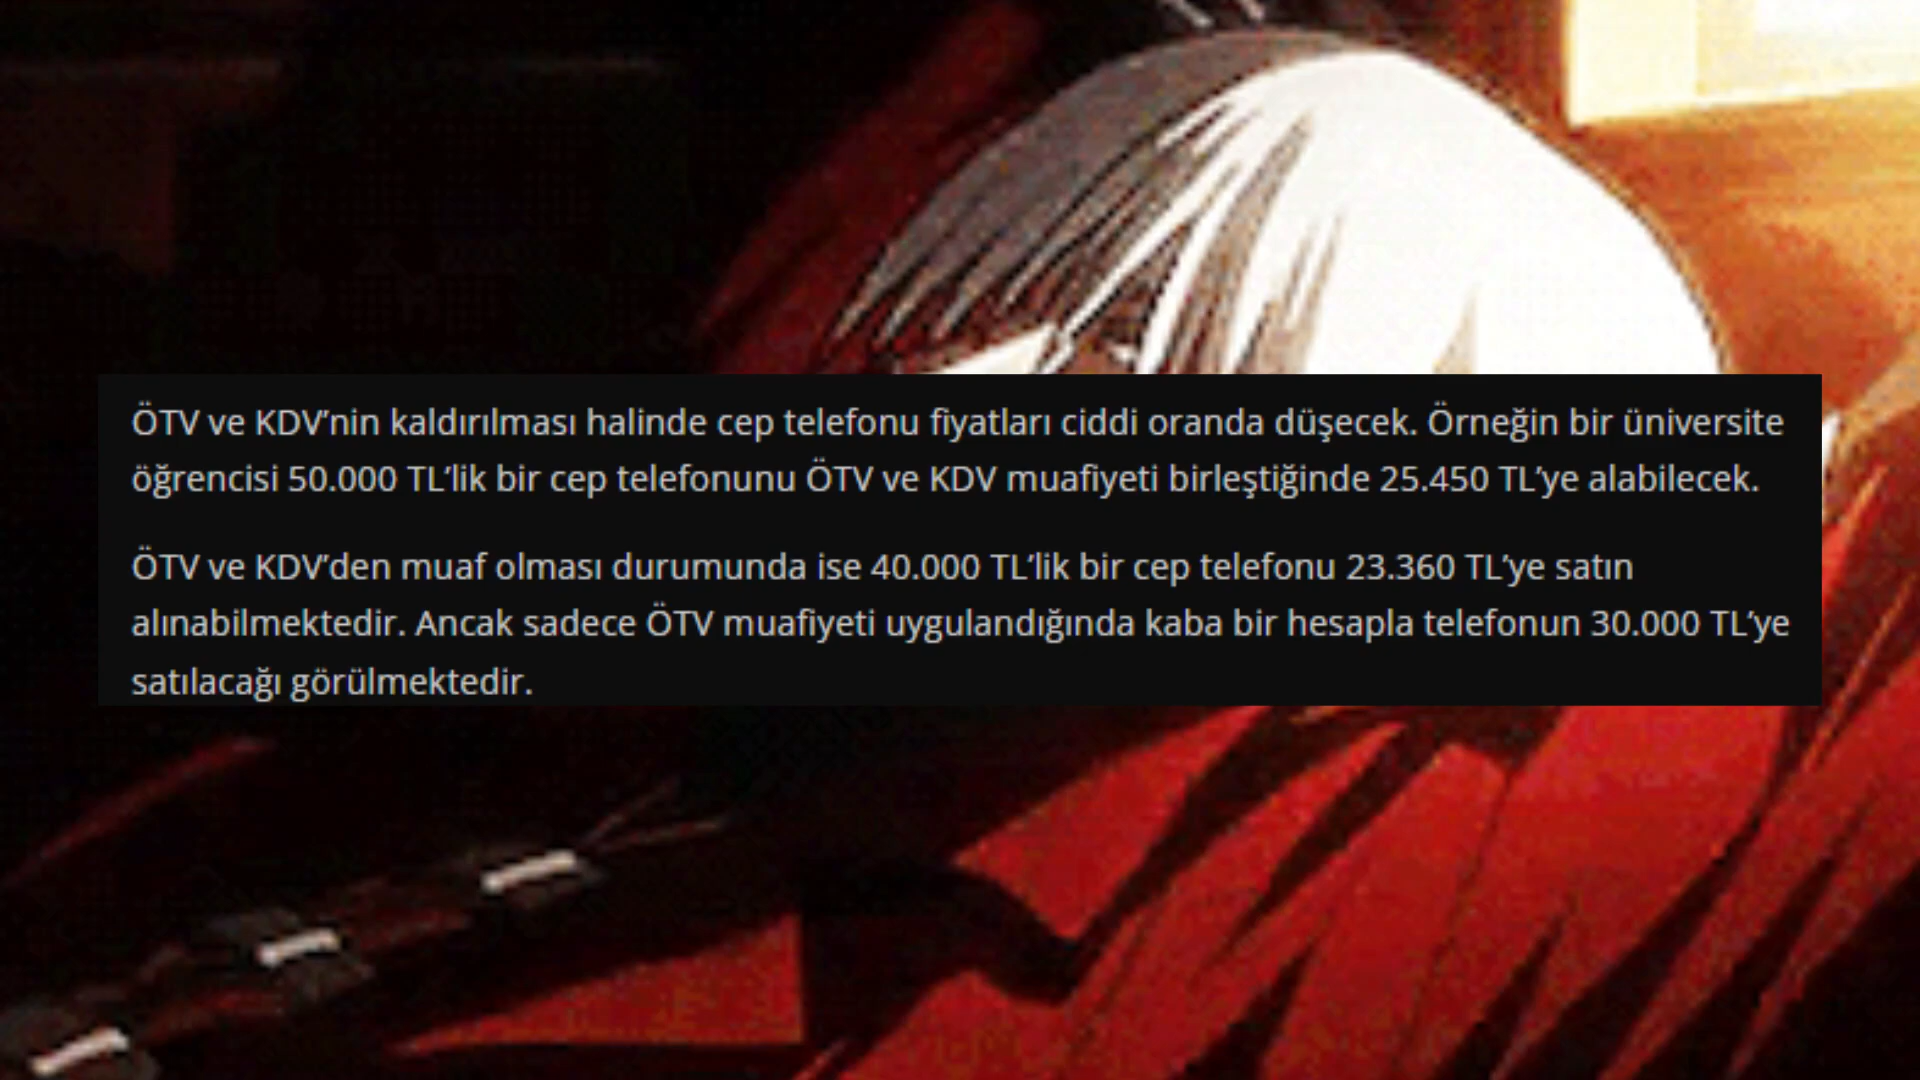 ÖTV ve KDV’nin kaldırılması halinde cep telefonu fiyatları ciddi oranda düşecek. Örneğin bir üniversite
öğrencisi 50.000 TL’lik bir cep telefonunu ÖTV ve KDV muafiyeti birleştiğinde 25.450 TL’ye alabilecek.
ÖTV ve KDV’den muaf olması durumunda ise 40.000 TL’lik bir cep telefonu 23.360 TL’ye satın
alınabilmektedir. Ancak sadece ÖTV muafiyeti uygulandığında kaba bir hesapla telefonun 30.000 TL’ye
satılacağı görülmektedir.